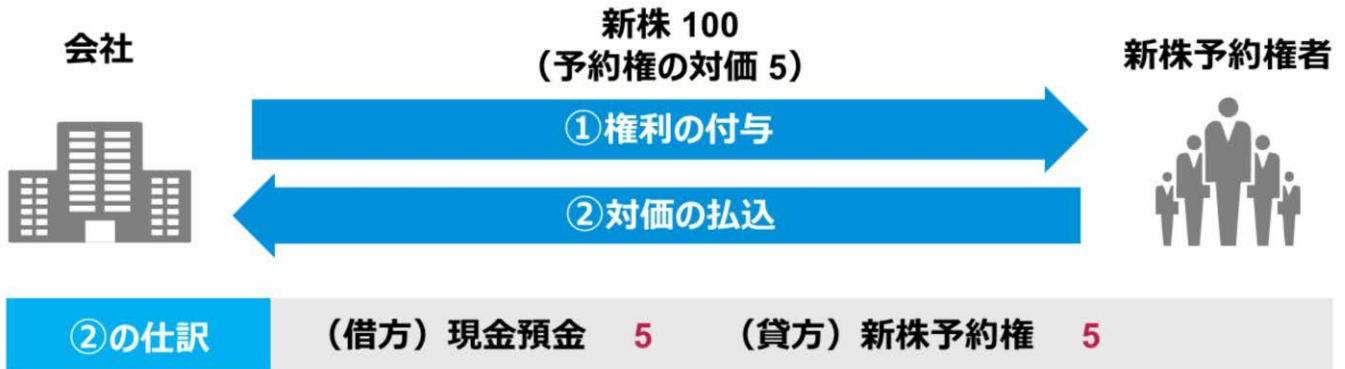 会社
新株 100
（予約権の対価 5）
新株予約権者
①権利の付与
②対価の払込
②の仕訳 （借方）現金預金 5 （貸方）新株予約権 5